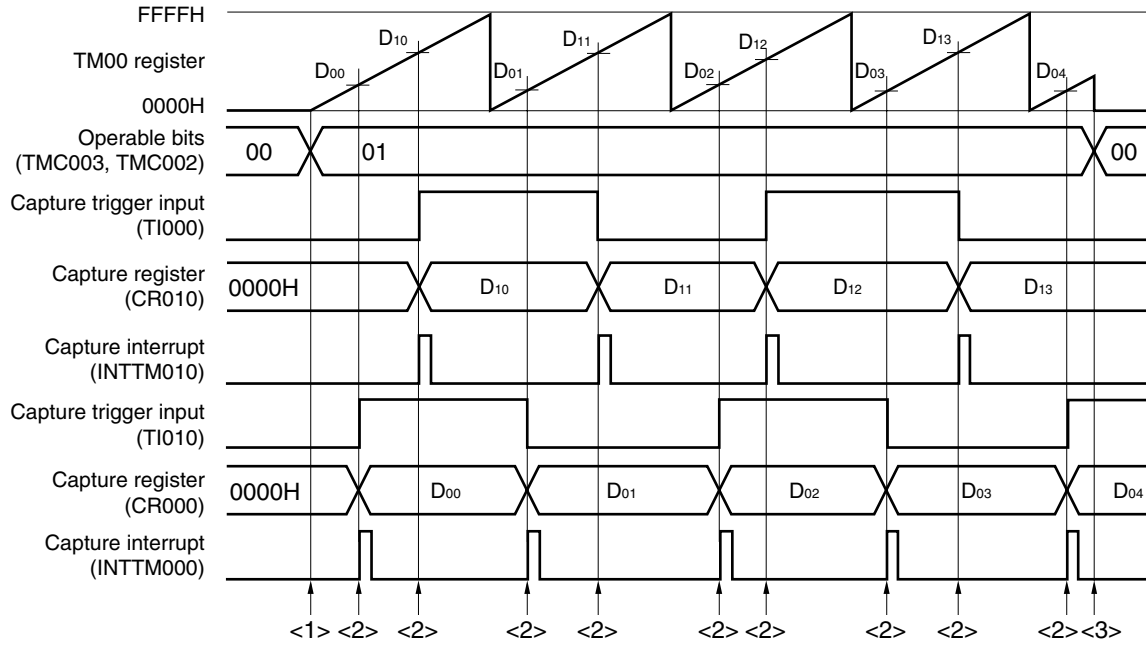 FFFFH
TM00 register
0000H
D10
D11
D12
D13
D00
D01
D02
D03
D04
Operable bits
(TMC003, TMC002)
00
01
00
Capture trigger input
(TI000)
Capture register
(CR010)
0000H
D10
D11
D12
D13
Capture interrupt
(INTTM010)
Capture trigger input
(TI010)
Capture register
(CR000)
0000H
D00
D01
D02
D03
D04
Capture interrupt
(INTTM000)
<1> <2> <2> <2> <2> <2> <2> <2> <2> <2> <3>